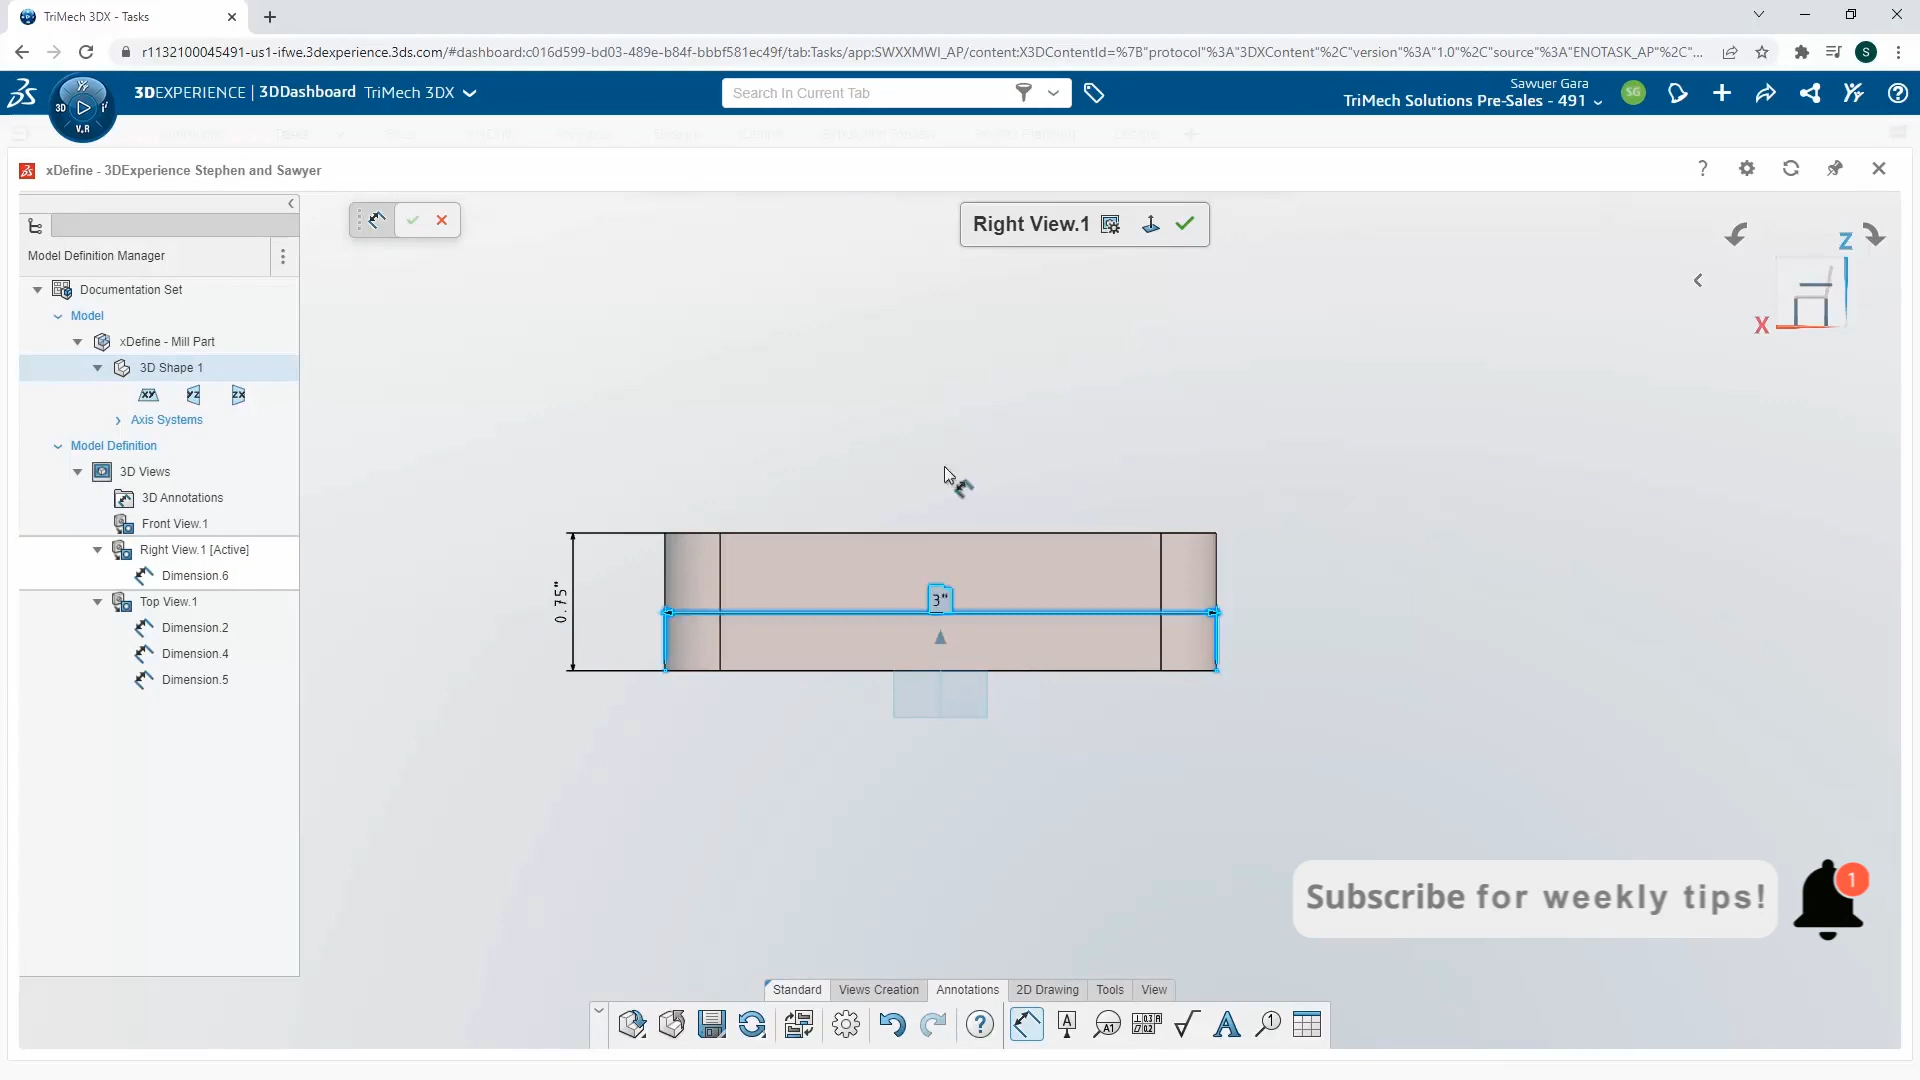 TriMech 3DX - Tasks
r1132100045491-us1-ifwe.3dexperience.3ds.com/#dashboard:c016d599-bd03-489e-b84f-bbbf581ec49f/tab:Tasks/app:SWXXMWI_AP/content:X3DContentId=%7B"protocol"%3A"3DXContent"%2C"version"%3A"1.0"%2C"source"%3A"ENOTASK_AP"%2C"...
S
3D
V.R
3DEXPERIENCE | 3DDashboard TriMech 3DX
Search In Current Tab
Sawyer Gara
TriMech Solutions Pre-Sales - 491
SG
xDefine - 3DExperience Stephen and Sawyer
Model Definition Manager
Documentation Set
Model
xDefine - Mill Part
3D Shape 1
XY YZ ZX
Axis Systems
Model Definition
3D Views
3D Annotations
Front View.1
Right View.1 [Active]
Dimension.6
Top View.1
Dimension.2
Dimension.4
Dimension.5
Right View.1
Z
X
0.75"
3"
Subscribe for weekly tips!
1
Standard Views Creation Annotations 2D Drawing Tools View